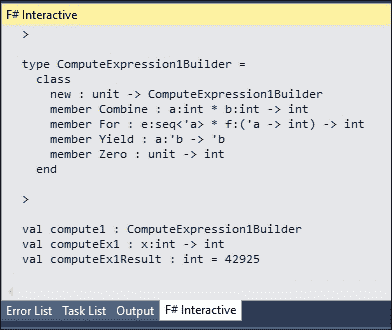 F# Interactive
>
type ComputeExpression1Builder =
class
new : unit -> ComputeExpression1Builder
member Combine : a:int * b:int -> int
member For : e:seq<'a> * f:('a -> int) -> int
member Yield : a:'b -> 'b
member Zero : unit -> int
end
>
val compute1 : ComputeExpression1Builder
val computeEx1 : x:int -> int
val computeEx1Result : int = 42925
Error List Task List Output F# Interactive